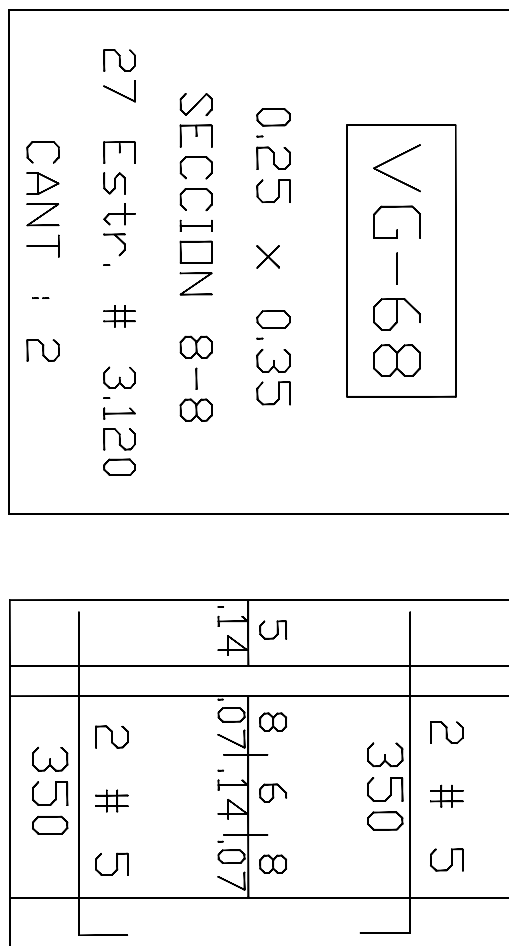 VG-68
0.25 x 0.35
SECCION 8-8
27 Estr. # 3.120
CANT : 2
2 # 5
350
5
.14
8 6 8
.07 .14 .07
2 # 5
350